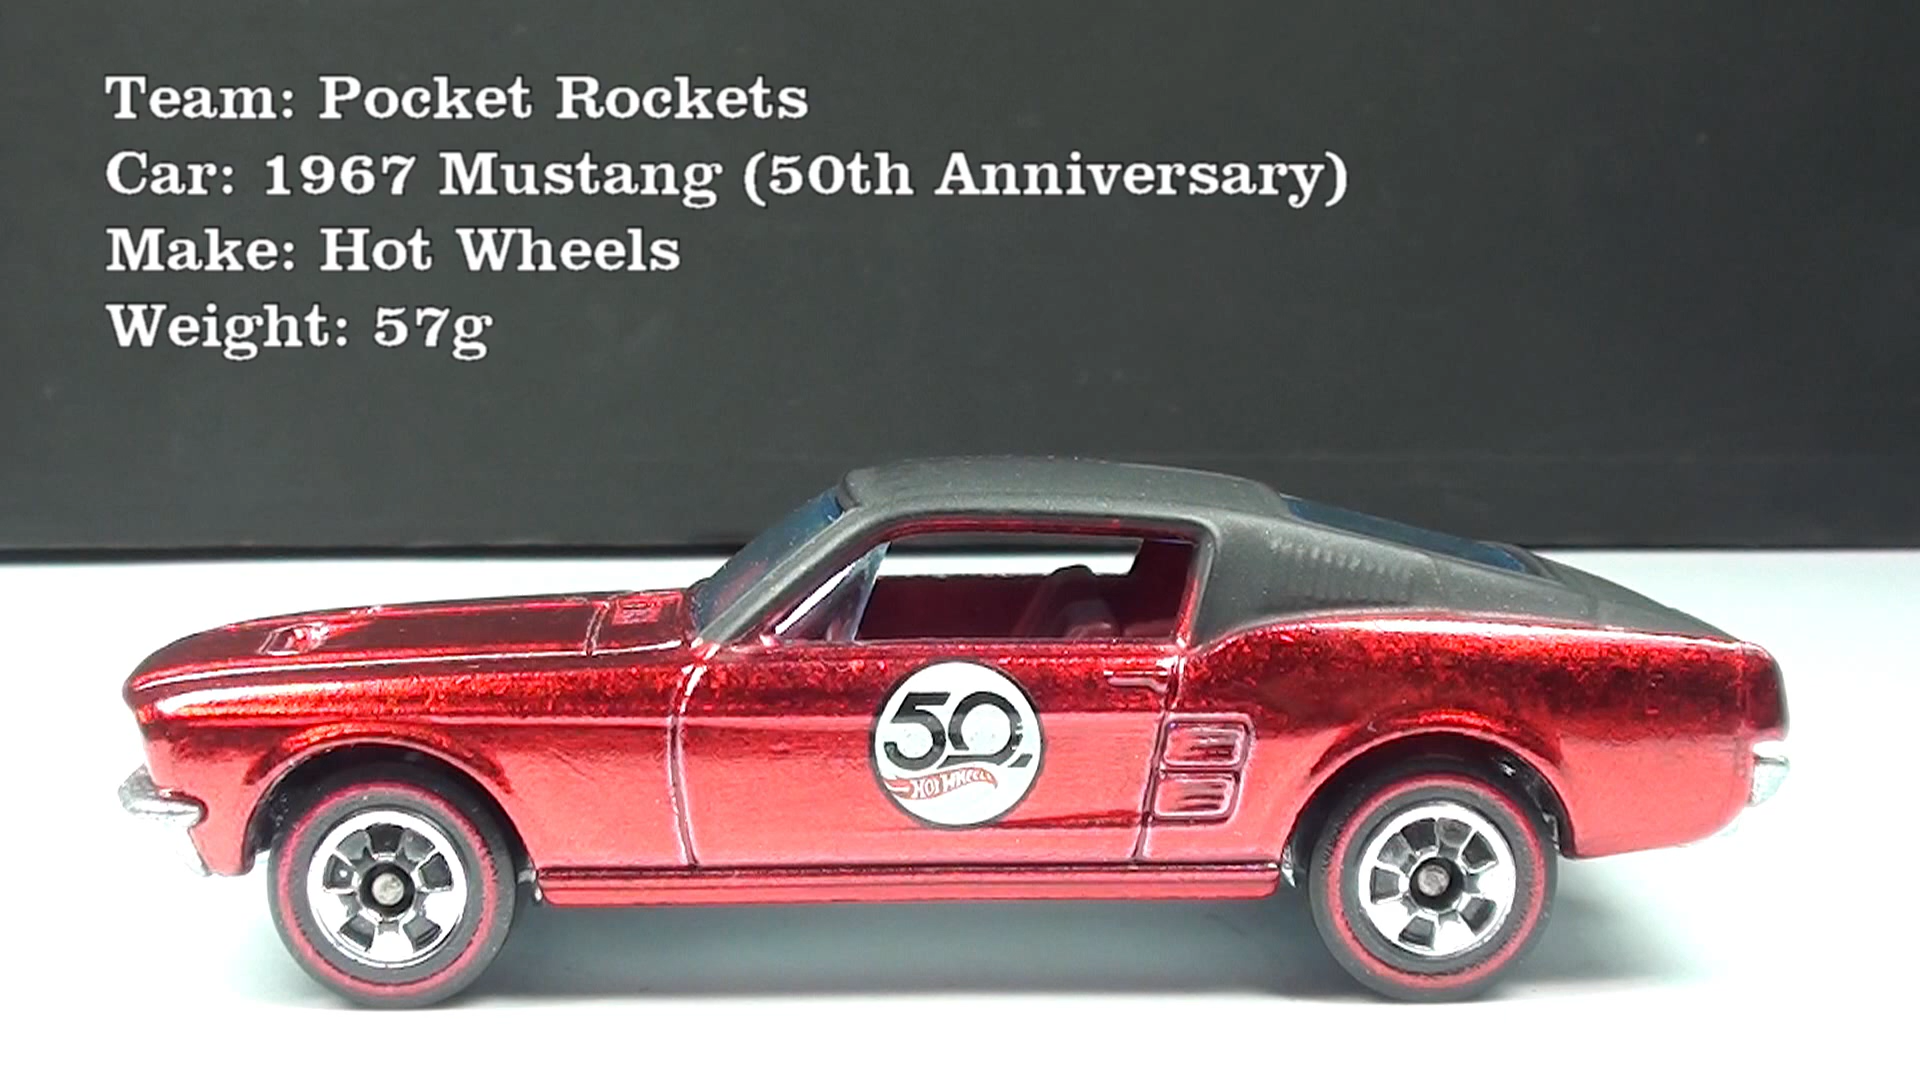 Team: Pocket Rockets
Car: 1967 Mustang (50th Anniversary)
Make: Hot Wheels
Weight: 57g
50
HOT WHEELS